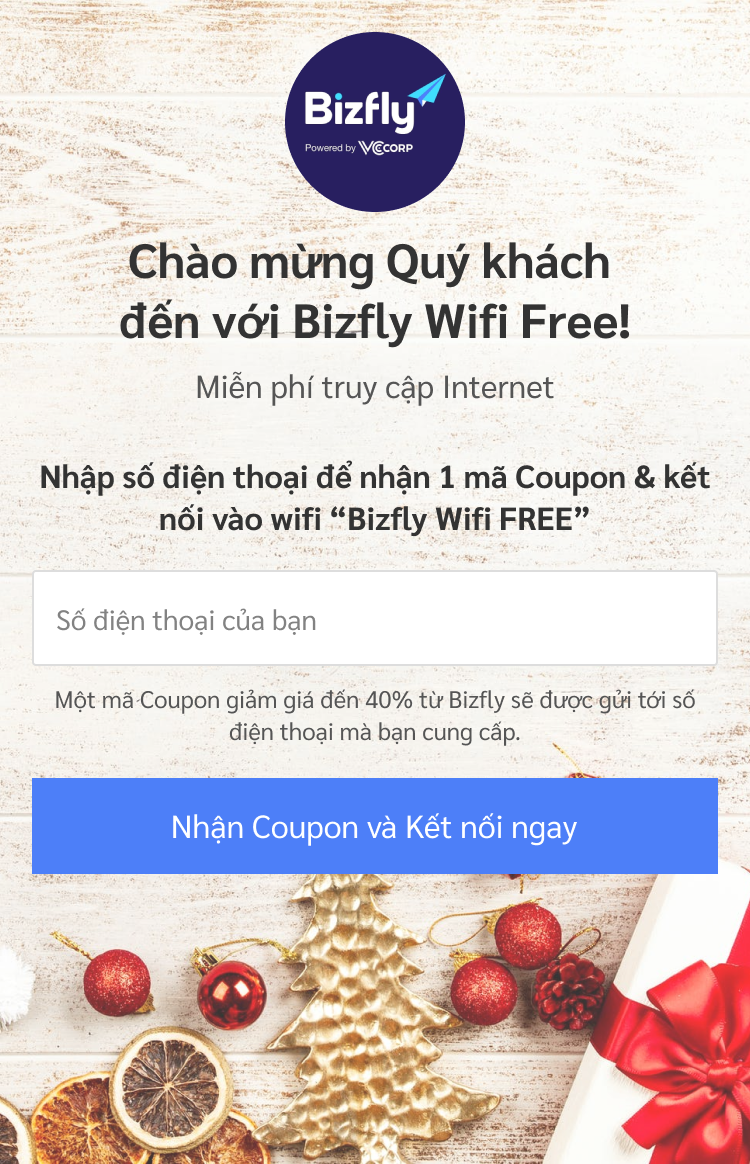 Bizfly
Powered by VCCORP
Chào mừng Quý khách
đến với Bizfly Wifi Free!
Miễn phí truy cập Internet
Nhập số điện thoại để nhận 1 mã Coupon & kết
nối vào wifi “Bizfly Wifi FREE”
Số điện thoại của bạn
Một mã Coupon giảm giá đến 40% từ Bizfly sẽ được gửi tới số
điện thoại mà bạn cung cấp.
Nhận Coupon và Kết nối ngay